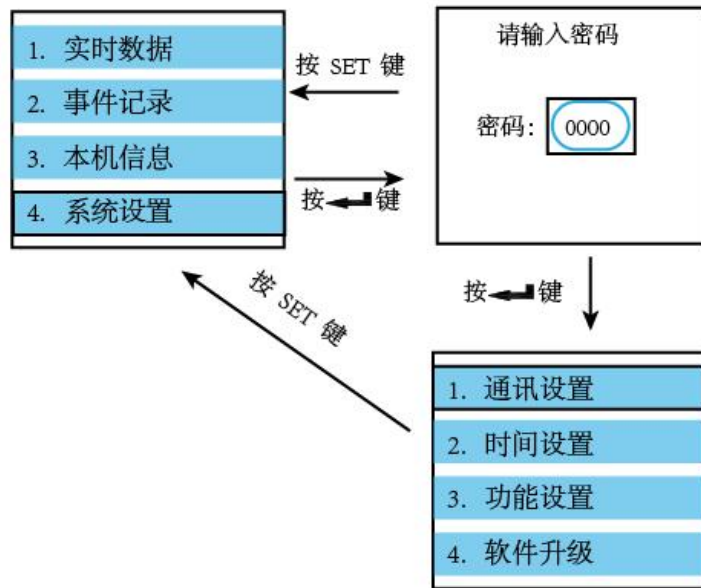 1. 实时数据
2. 事件记录
3. 本机信息
4. 系统设置
按 SET 键
按 键
请输入密码
密码: 0000
按 键
按 SET 键
1. 通讯设置
2. 时间设置
3. 功能设置
4. 软件升级